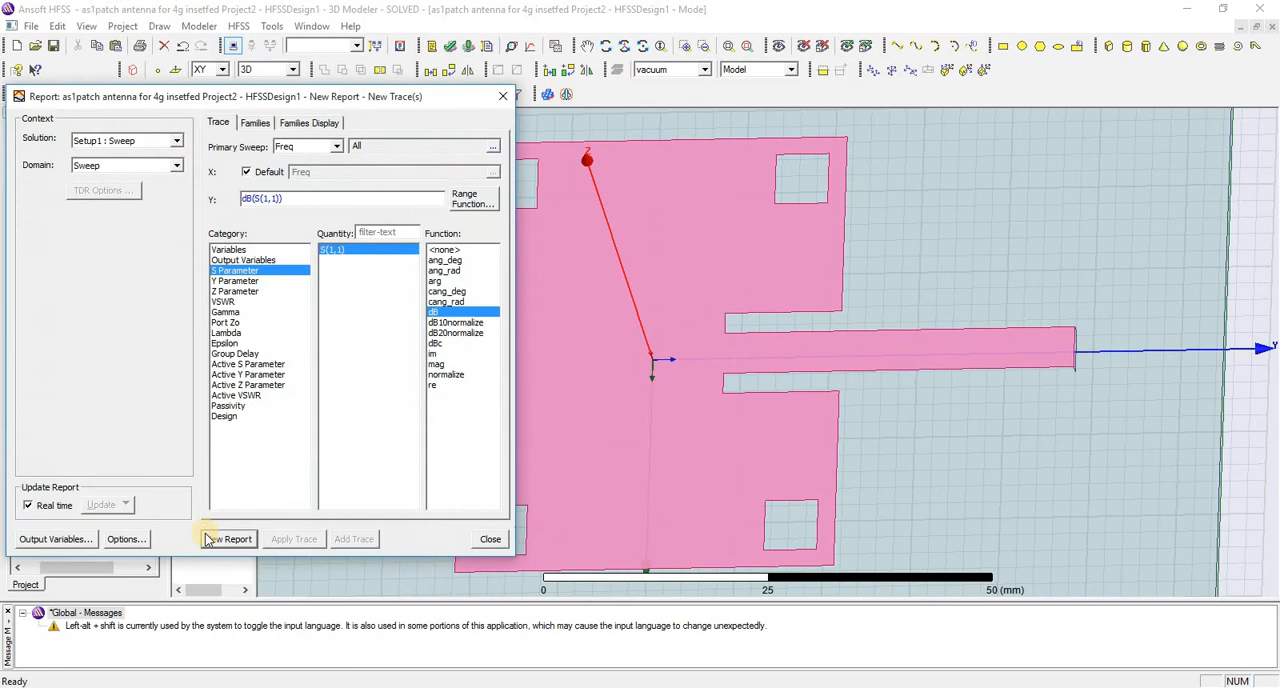 Ansoft HFSS - as1patch antenna for 4g insetfed Project2 - HFSSDesign1 - 3D Modeler - SOLVED - [as1patch antenna for 4g insetfed Project2 - HFSSDesign1 - Mode]
File Edit View Project Draw Modeler HFSS Tools Window Help
XY 3D vacuum Model
Report: as1patch antenna for 4g insetfed Project2 - HFSSDesign1 - New Report - New Trace(s)
Context
Solution: Setup1 : Sweep
Domain: Sweep
TDR Options ...
Trace Families Families Display
Primary Sweep: Freq All ...
X: Default Freq ...
Y: dB(S(1,1)) Range Function...
Category: Quantity: filter-text Function:
Variables S(1,1) <none>
Output Variables ang_deg
S Parameter ang_rad
Y Parameter arg
Z Parameter cang_deg
VSWR cang_rad
Gamma dB
Port Zo dB10normalize
Lambda dB20normalize
Epsilon dBc
Group Delay im
Active S Parameter mag
Active Y Parameter normalize
Active Z Parameter re
Active VSWR
Passivity
Design
Update Report
Real time Update
Output Variables... Options... New Report Apply Trace Add Trace Close
Z
Y
0 25 50 (mm)
Project
*Global - Messages
Left-alt + shift is currently used by the system to toggle the input language. It is also used in some portions of this application, which may cause the input language to change unexpectedly.
Message M
Ready NUM